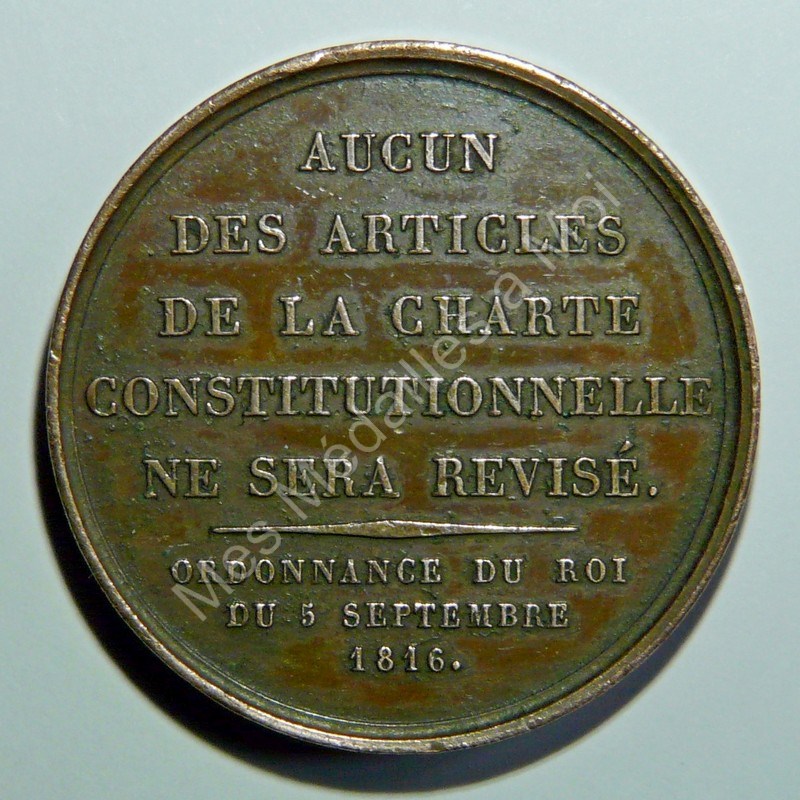 AUCUN
DES ARTICLES
DE LA CHARTE
CONSTITUTIONNELLE
NE SERA REVISÉ.
ORDONNANCE DU ROI
DU 5 SEPTEMBRE
1816.
Mes Médailles à moi